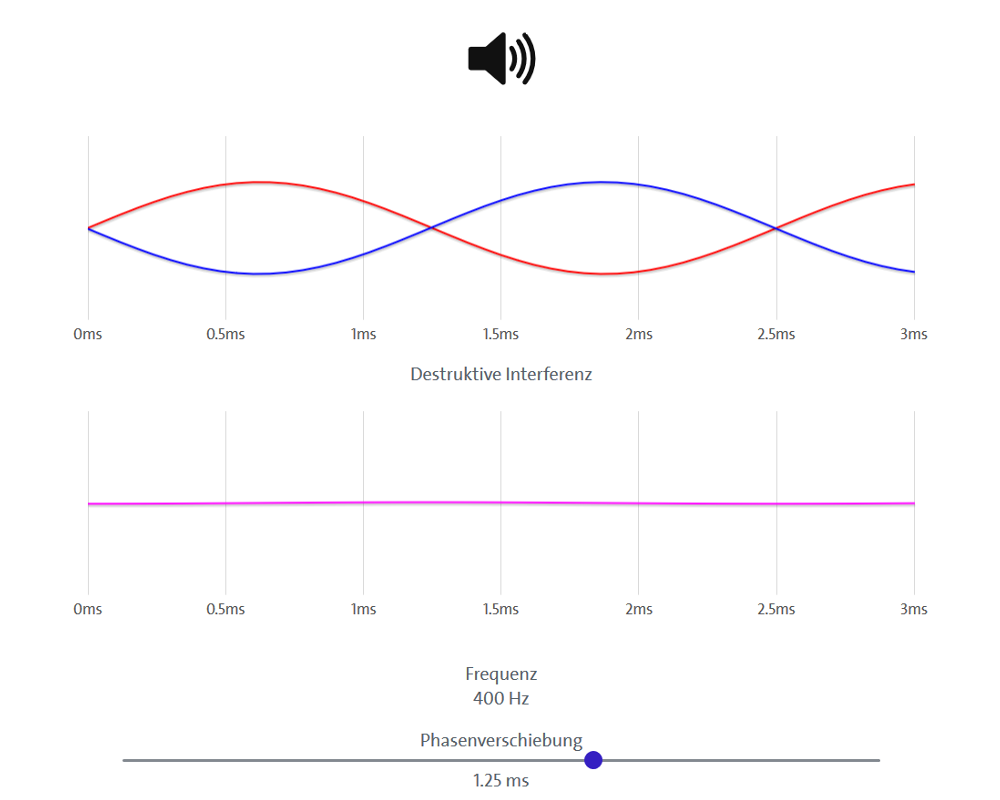 0ms 0.5ms 1ms 1.5ms 2ms 2.5ms 3ms
Destruktive Interferenz
0ms 0.5ms 1ms 1.5ms 2ms 2.5ms 3ms
Frequenz
400 Hz
Phasenverschiebung
1.25 ms